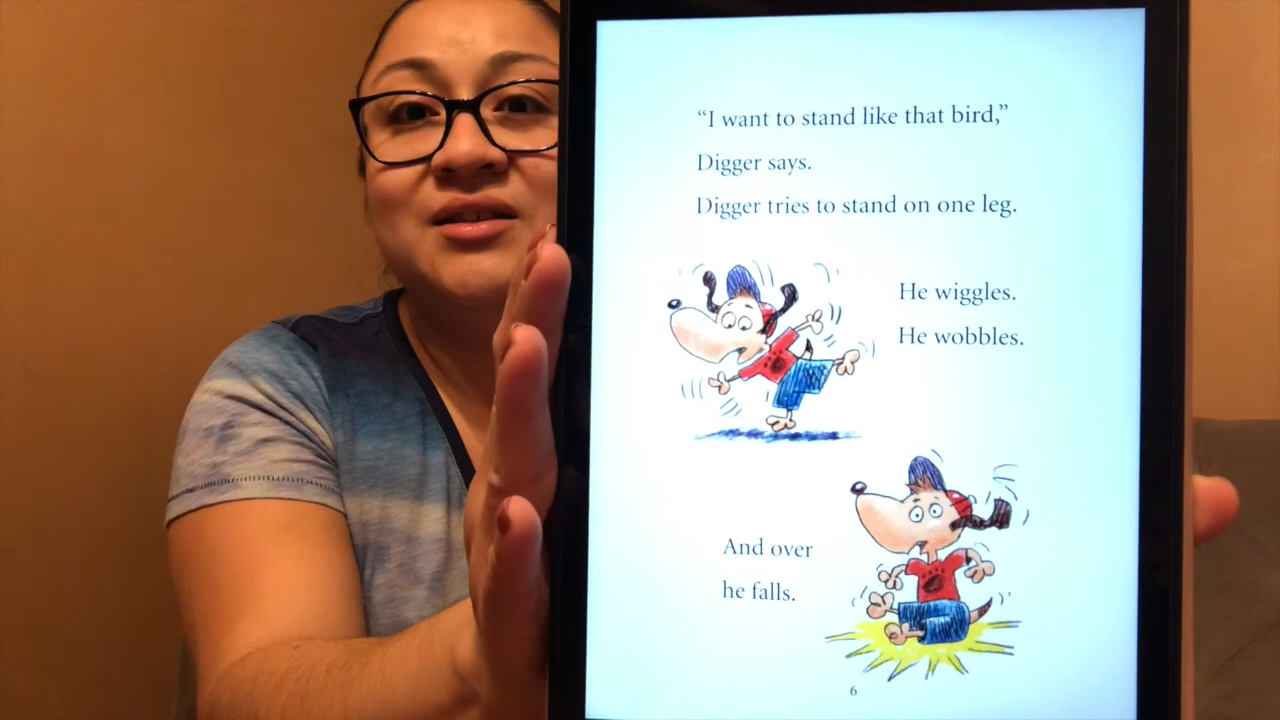 “I want to stand like that bird,”
Digger says.
Digger tries to stand on one leg.
He wiggles.
He wobbles.
And over
he falls.
6